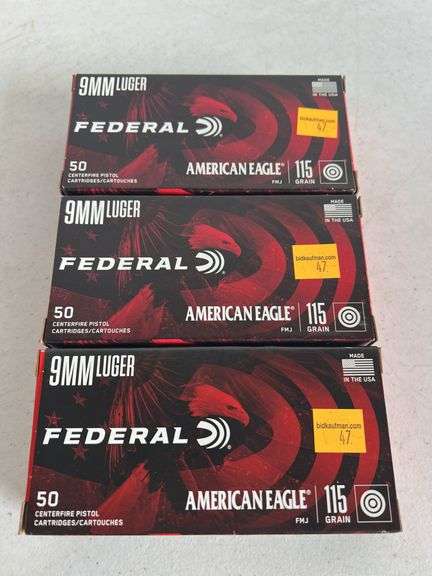 9MM LUGER
MADE
IN THE USA
bidkaufman.com
47
FEDERAL
50
CENTERFIRE PISTOL
CARTRIDGES/CARTOUCHES
AMERICAN EAGLE®
FMJ
115
GRAIN
9MM LUGER
MADE
IN THE USA
bidkaufman.com
47
FEDERAL
50
CENTERFIRE PISTOL
CARTRIDGES/CARTOUCHES
AMERICAN EAGLE®
FMJ
115
GRAIN
9MM LUGER
MADE
IN THE USA
bidkaufman.com
47
FEDERAL
50
CENTERFIRE PISTOL
CARTRIDGES/CARTOUCHES
AMERICAN EAGLE®
FMJ
115
GRAIN